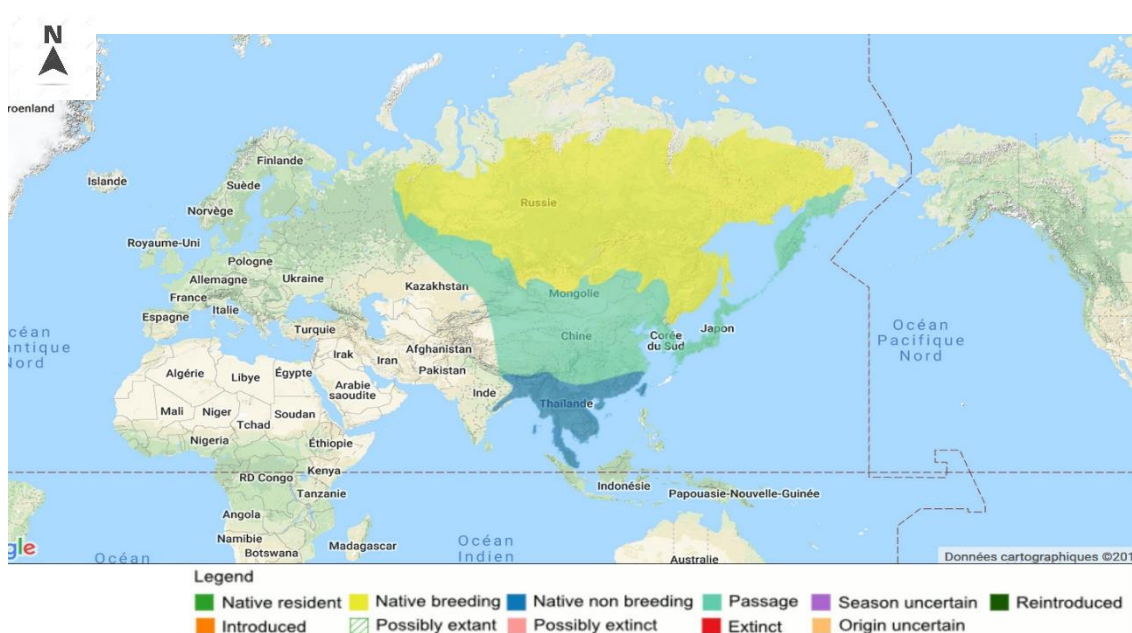 N
roenland
Finlande
Islande
Suède
Norvège
Russie
Royaume-Uni
Pologne
Allemagne
Ukraine
Kazakhstan
Mongolie
France
Italie
Espagne
Turquie
Chine
Corée
du Sud
Japon
Océan
Pacifique
Nord
céan
ntique
Nord
Afghanistan
Irak
Iran
Pakistan
Algérie
Libye
Égypte
Arabie
saoudite
Inde
Thaïlande
Mali
Niger
Soudan
Tchad
Nigeria
Éthiopie
Kenya
RD Congo
Tanzanie
Indonésie
Papouasie-Nouvelle-Guinée
Angola
Namibie
Botswana
Madagascar
Océan
Indien
Océan
Australie
gle
Données cartographiques ©201
Legend
Native resident Native breeding Native non breeding Passage Season uncertain Reintroduced
Introduced Possibly extant Possibly extinct Extinct Origin uncertain